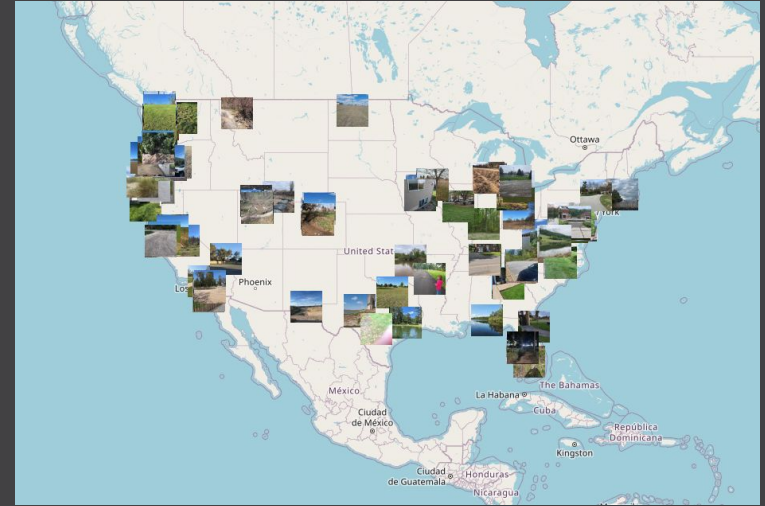 Ottawa
York
United Stat
Phoenix
Los
México
Ciudad
de México
La Habana
The Bahamas
Cuba
República
Dominicana
Kingston
Ciudad
de Guatemala
Honduras
Nicaragua